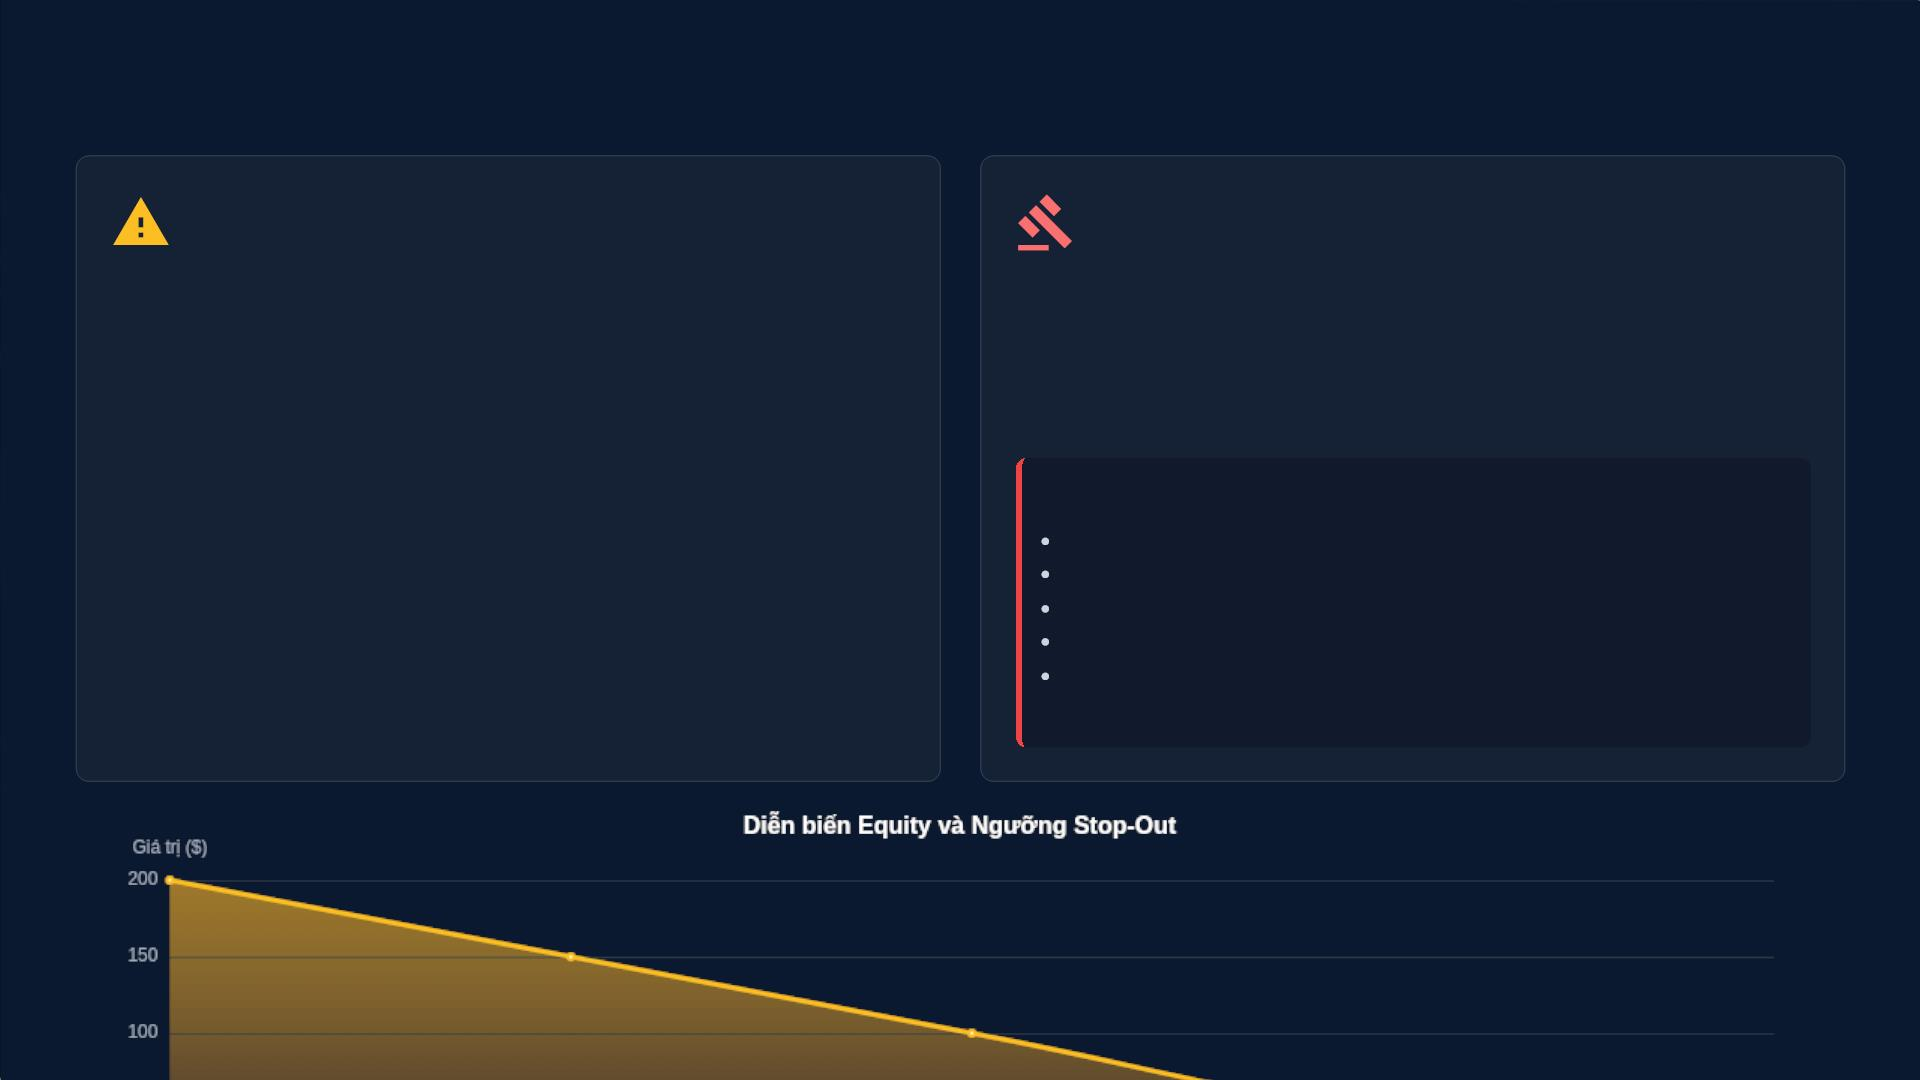 Diễn biến Equity và Ngưỡng Stop-Out
Giá trị ($)
200
150
100